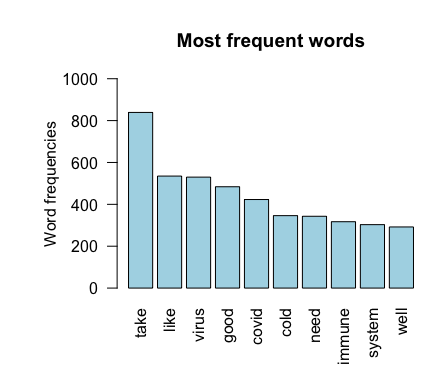 Most frequent words
Word frequencies
1000
800
600
400
200
0
take
like
virus
good
covid
cold
need
immune
system
well